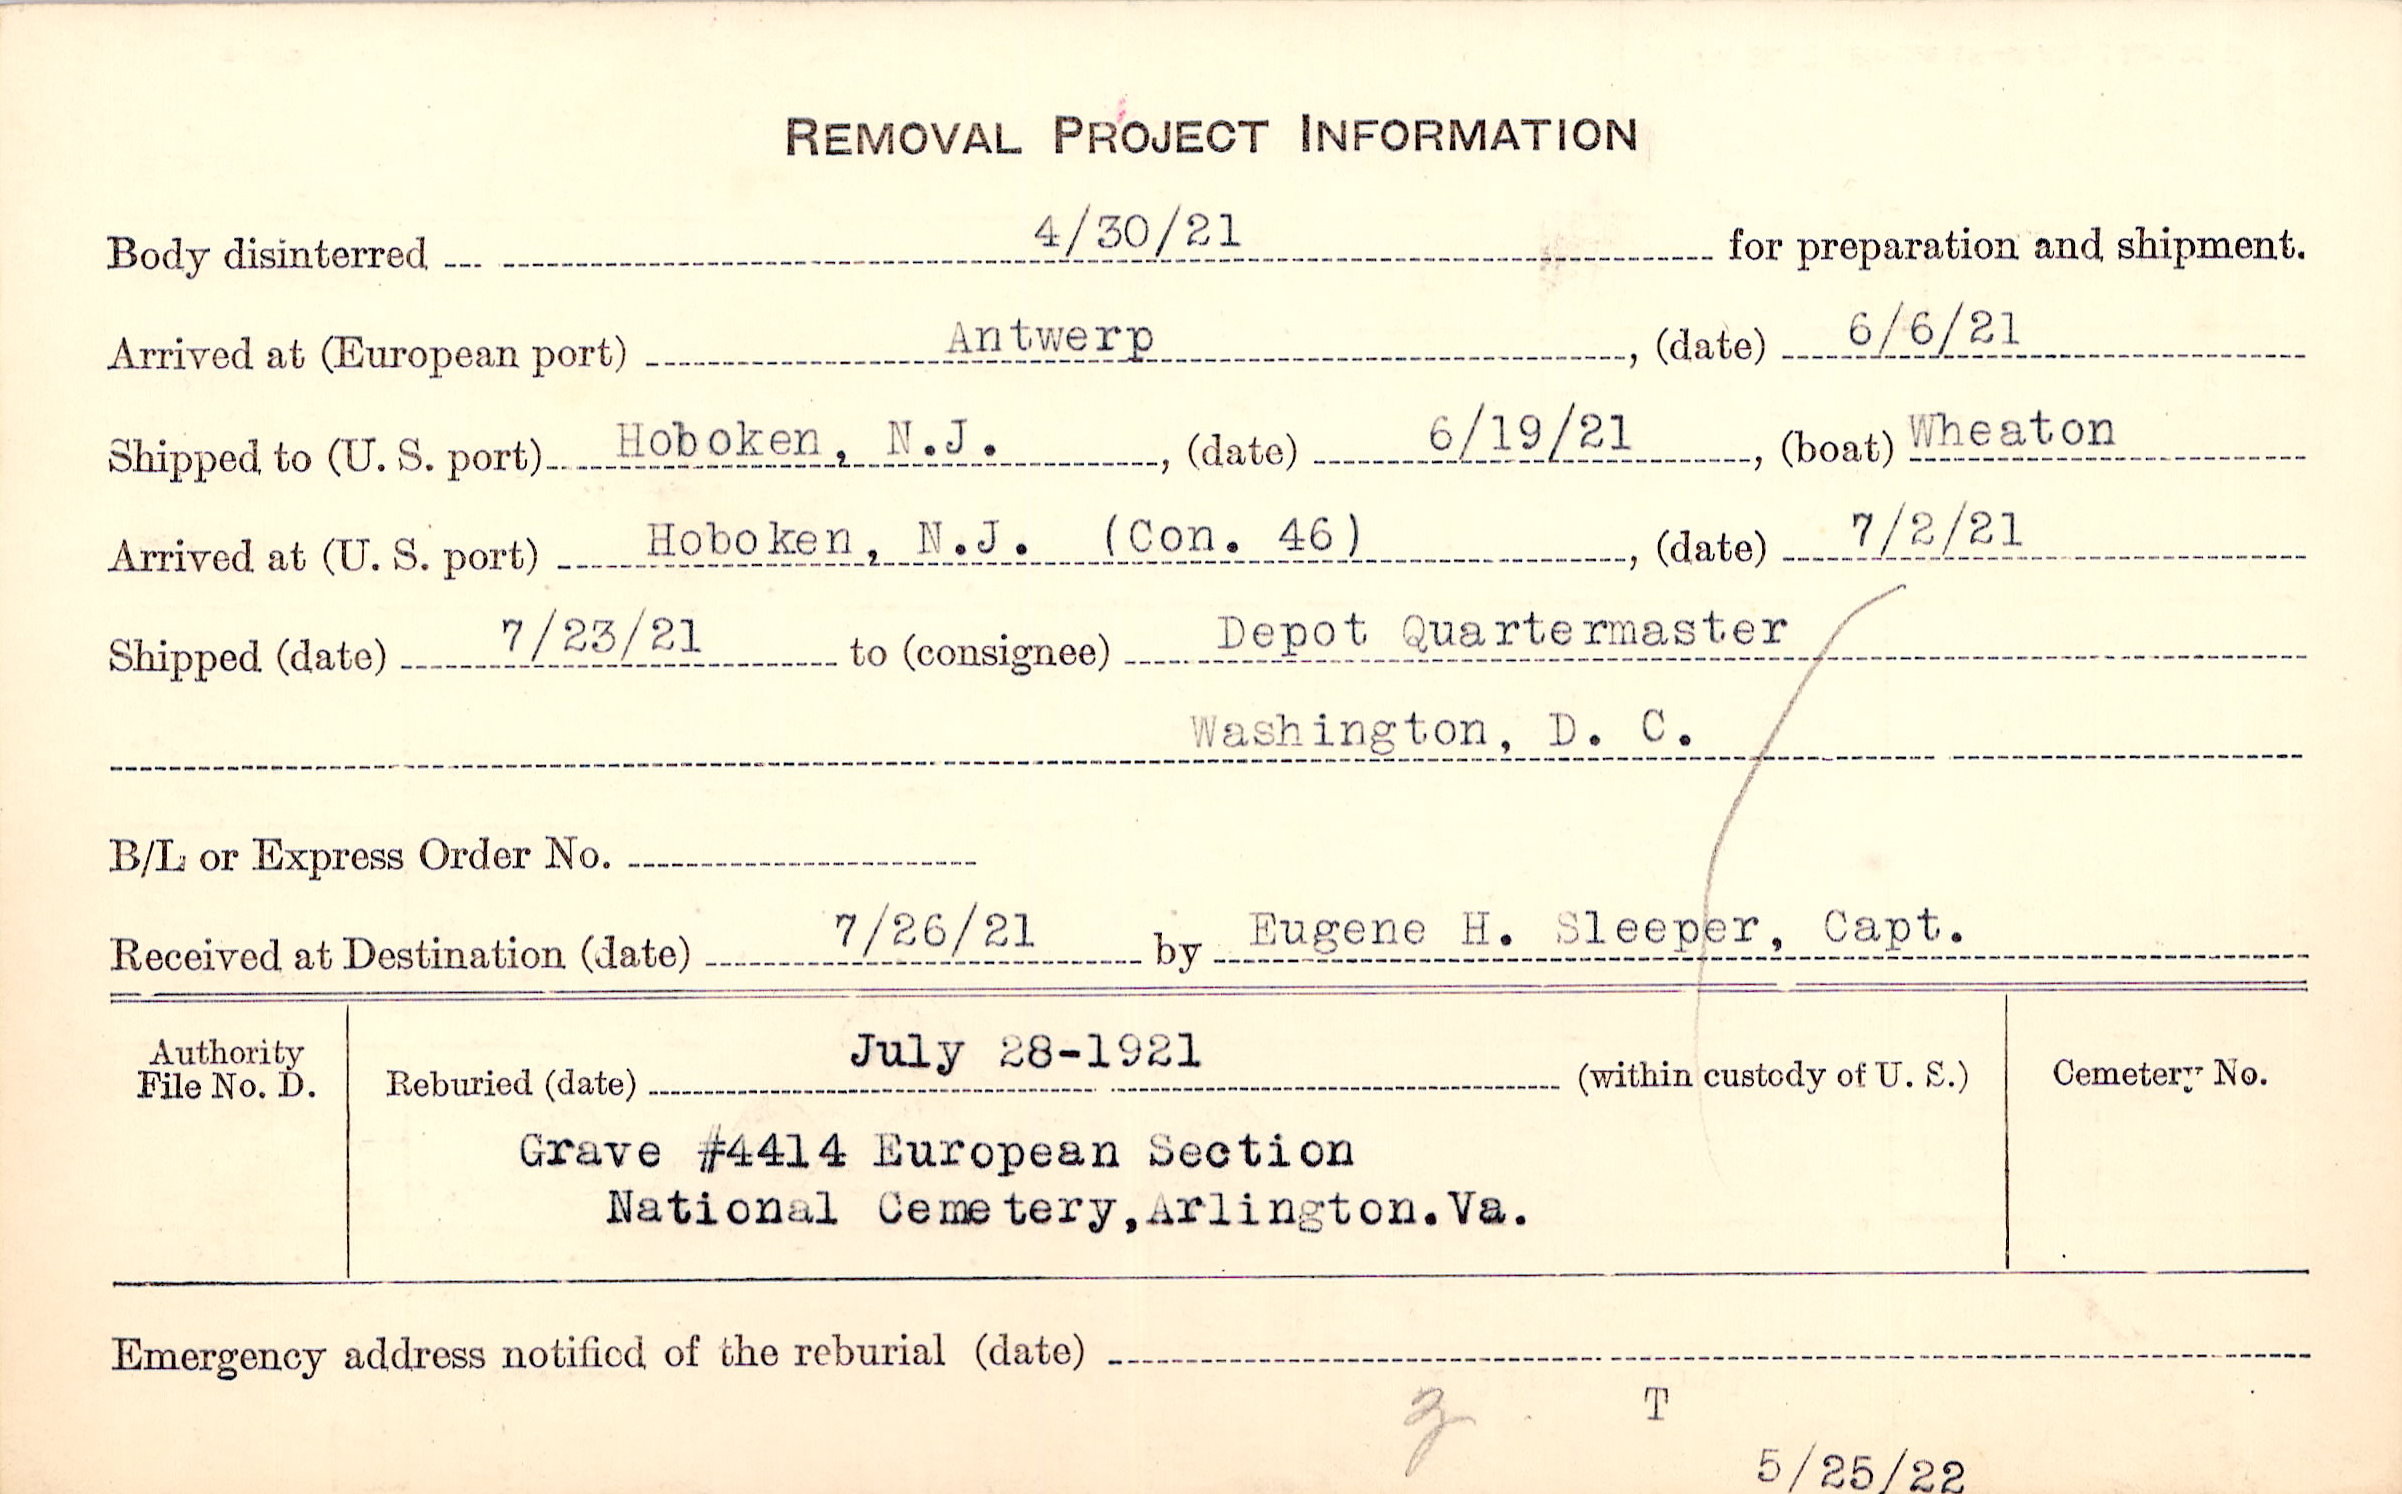 REMOVAL PROJECT INFORMATION
Body disinterred 4/30/21 for preparation and shipment.
Arrived at (European port) Antwerp, (date) 6/6/21
Shipped to (U. S. port) Hoboken, N.J., (date) 6/19/21, (boat) Wheaton
Arrived at (U. S. port) Hoboken, N.J. (Con. 46), (date) 7/2/21
Shipped (date) 7/23/21 to (consignee) Depot Quartermaster
Washington, D. C.
B/L or Express Order No.
Received at Destination (date) 7/26/21 by Eugene H. Sleeper, Capt.
Authority
File No. D.
Reburied (date) July 28-1921 (within custody of U. S.)
Grave #4414 European Section
National Cemetery,Arlington.Va.
Cemetery No.
Emergency address notified of the reburial (date)
T
5/25/22